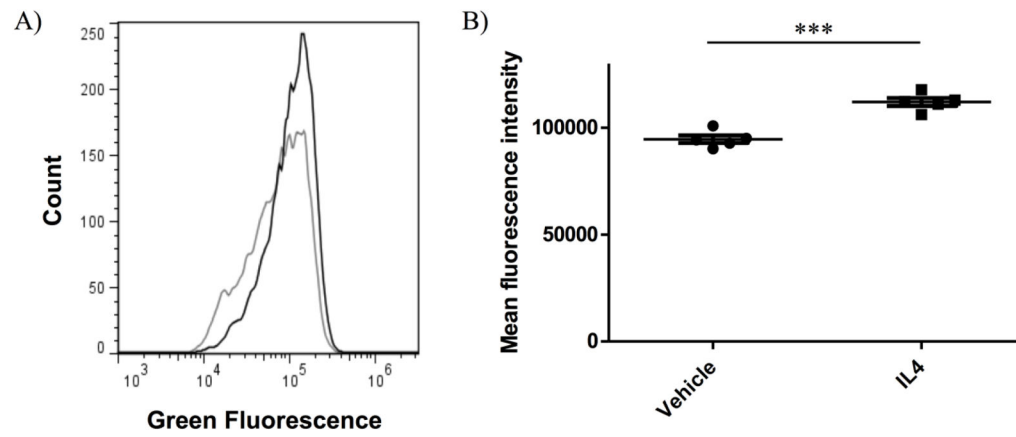 A)
250
200
150
100
50
0
10³ 10⁴ 10⁵ 10⁶
Count
Green Fluorescence
B)
***
Mean fluorescence intensity
100000
50000
0
Vehicle
IL4